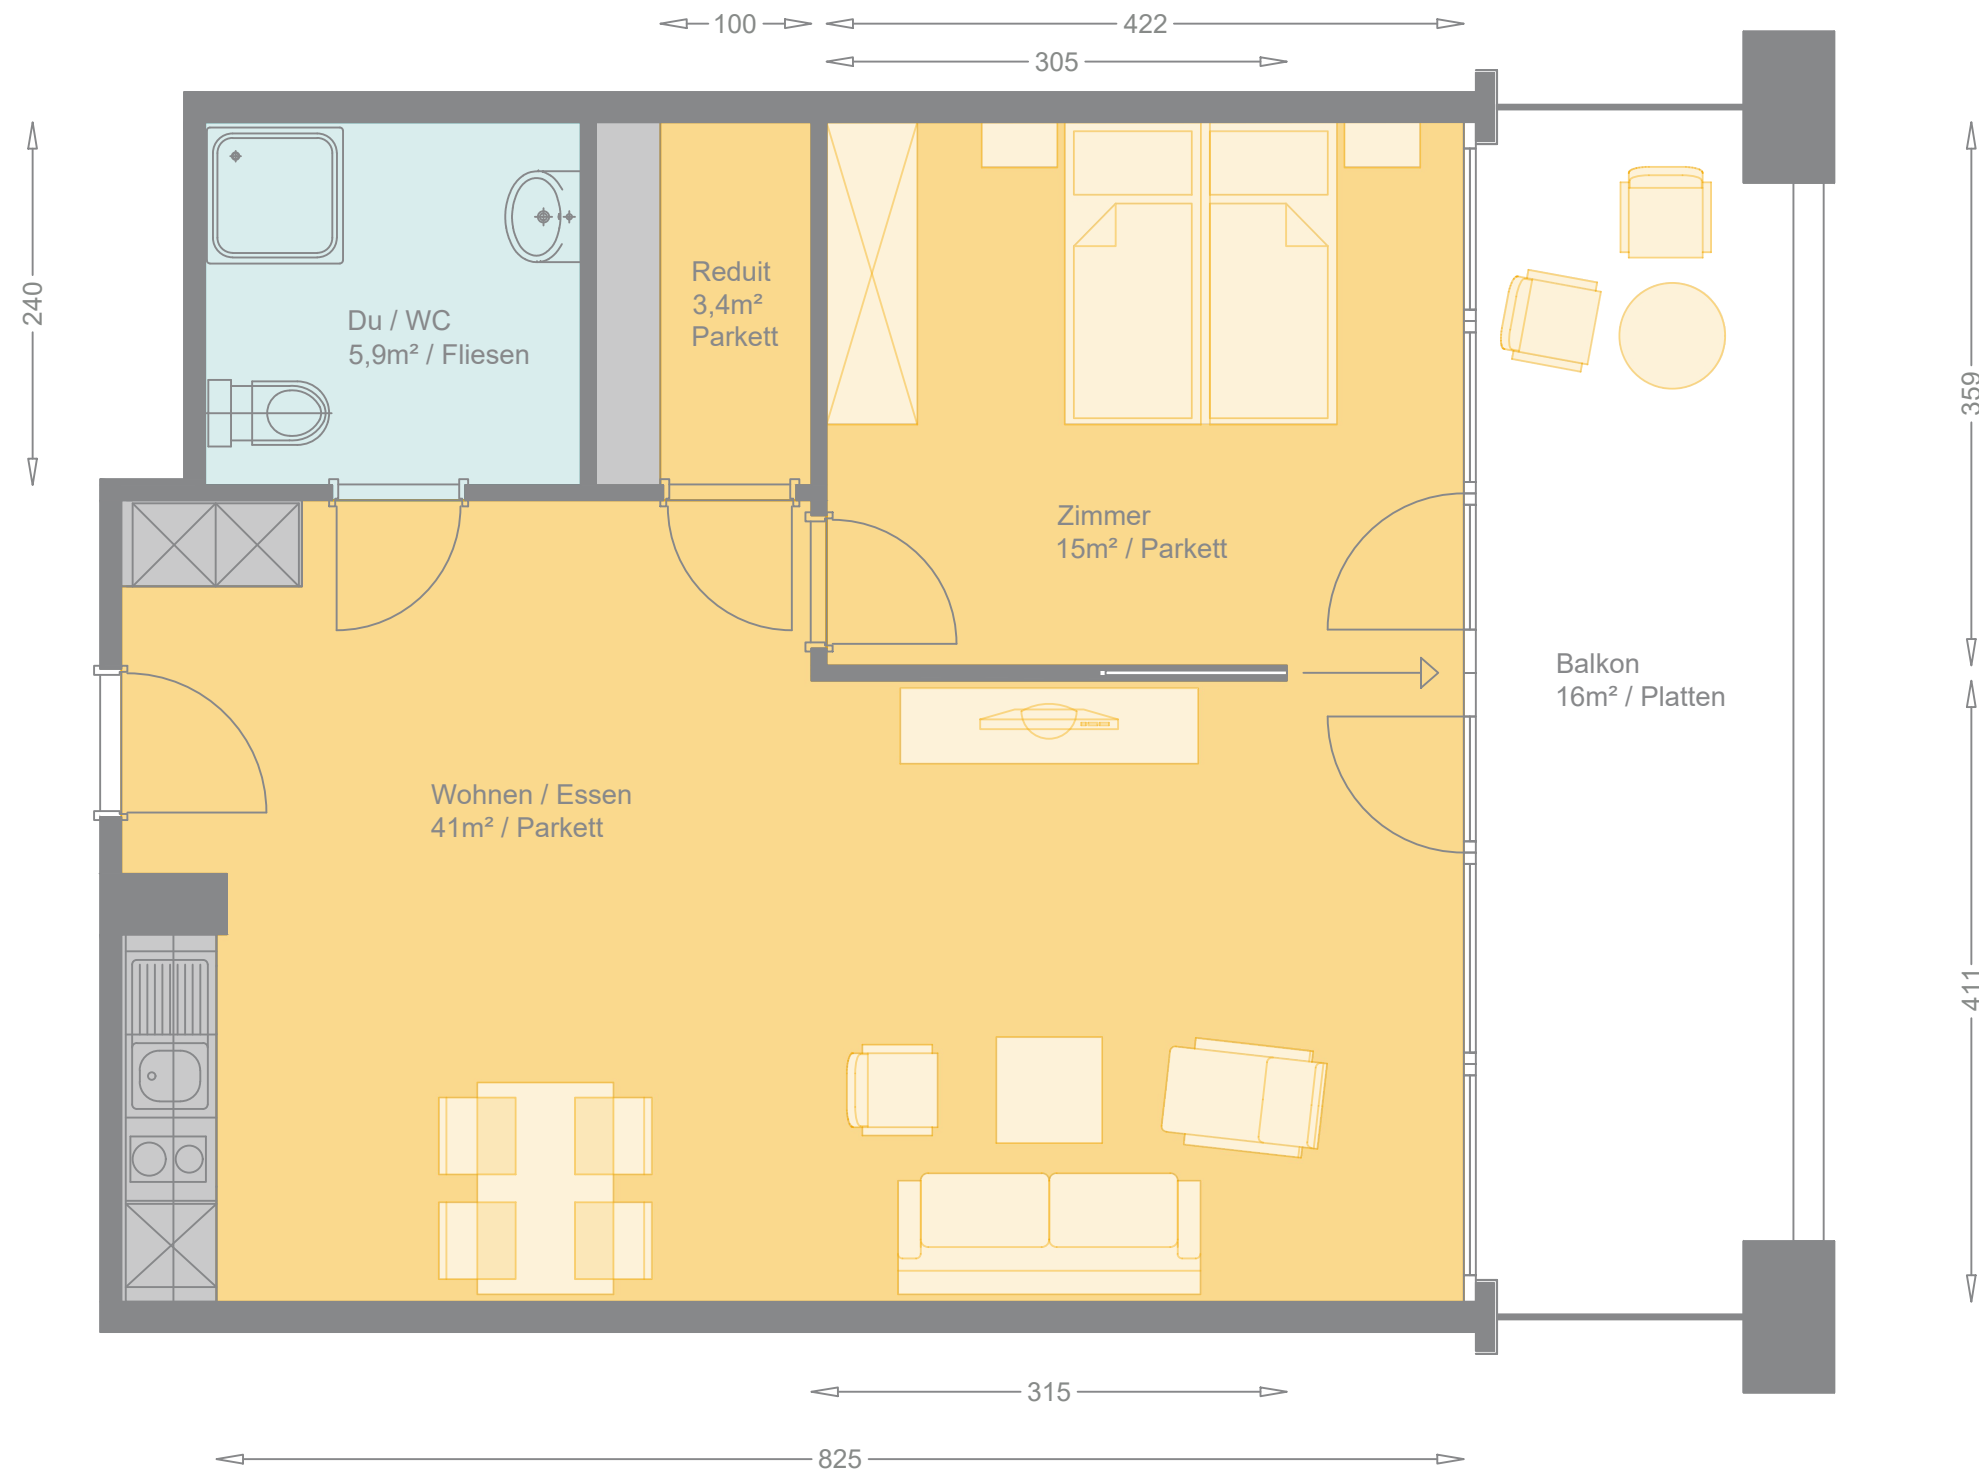 100
422
305
240
Reduit
3,4m²
Parkett
Du / WC
5,9m² / Fliesen
359
Zimmer
15m² / Parkett
Balkon
16m² / Platten
Wohnen / Essen
41m² / Parkett
411
315
825